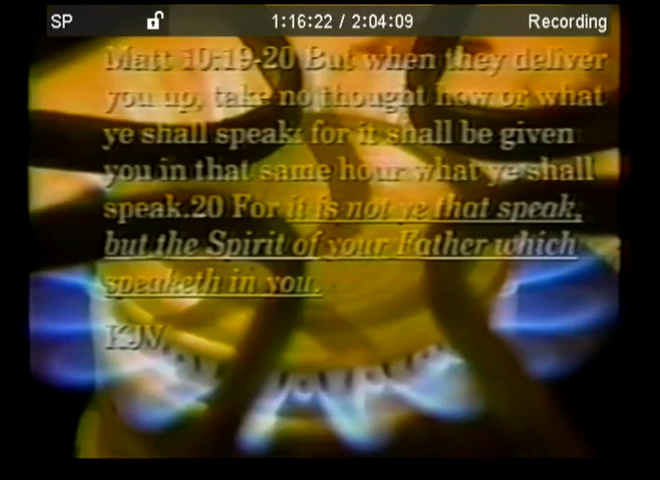 SP 1:16:22 / 2:04:09 Recording
Matt 10:19-20 But when they deliver
you up, take no thought how or what
ye shall speak: for it shall be given
you in that same hour what ye shall
speak.20 For it is not ye that speak,
but the Spirit of your Father which
speaketh in you.
KJV